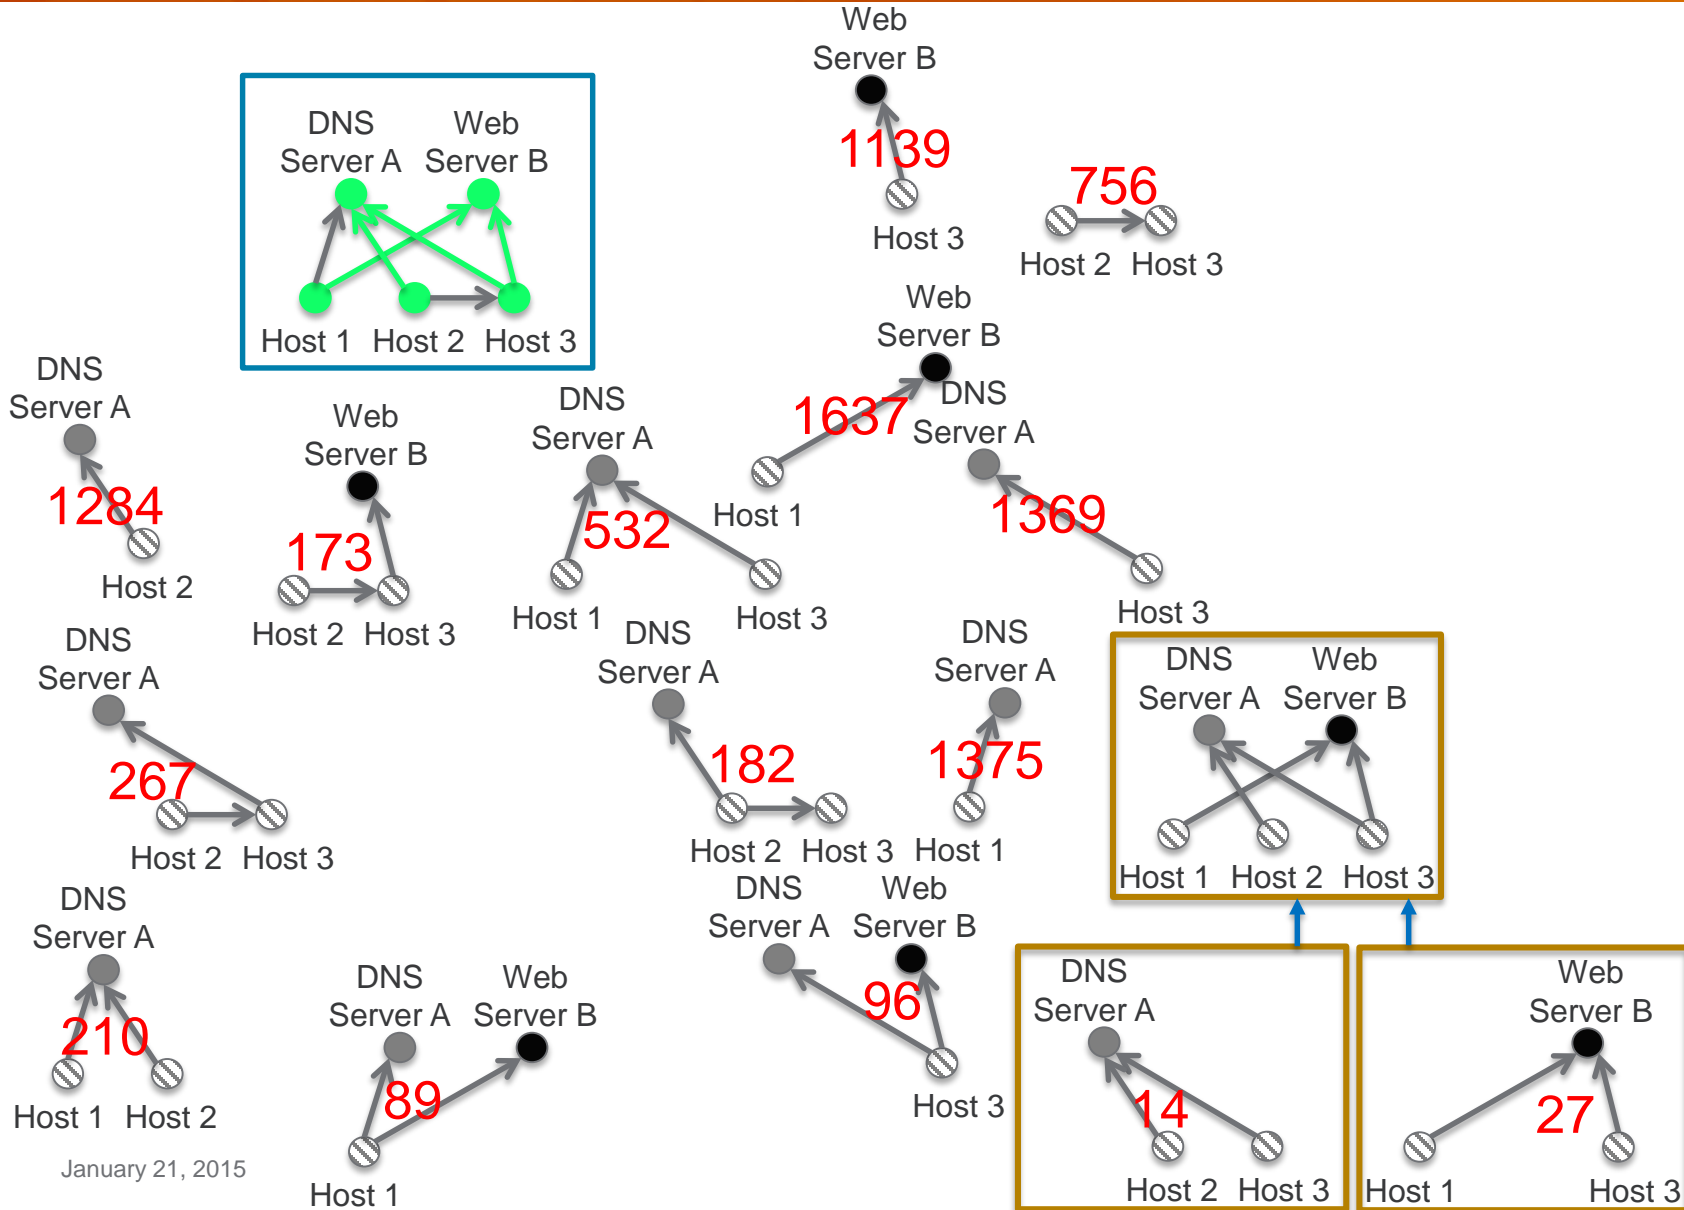 Web
Server B
1139
Host 3
DNS
Server A
Web
Server B
Host 1
Host 2
Host 3
756
Host 2
Host 3
Web
Server B
1637
Host 1
DNS
Server A
1369
Host 3
DNS
Server A
1284
Host 2
Web
Server B
173
Host 2
Host 3
DNS
Server A
532
Host 1
Host 3
DNS
Server A
267
Host 2
Host 3
DNS
Server A
182
Host 2
Host 3
DNS
Server A
1375
Host 1
DNS
Server A
Web
Server B
Host 1
Host 2
Host 3
DNS
Server A
210
Host 1
Host 2
DNS
Server A
Web
Server B
89
Host 1
DNS
Server A
Web
Server B
96
Host 3
DNS
Server A
14
Host 2
Host 3
Web
Server B
27
Host 1
Host 3
January 21, 2015